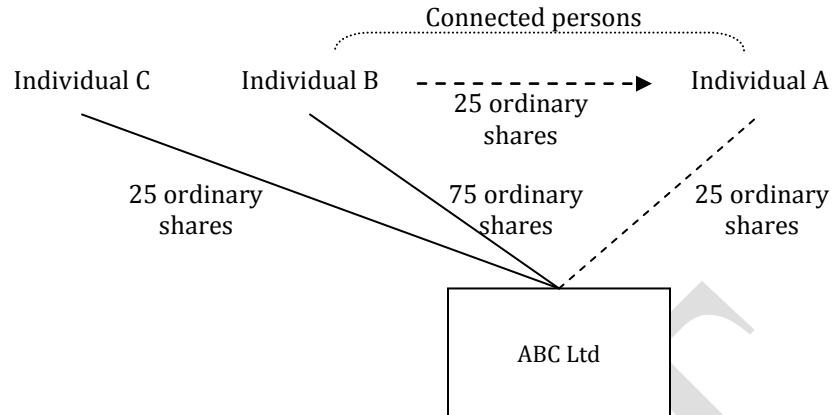 Connected persons
Individual C
Individual B
Individual A
25 ordinary
shares
25 ordinary
shares
75 ordinary
shares
25 ordinary
shares
ABC Ltd